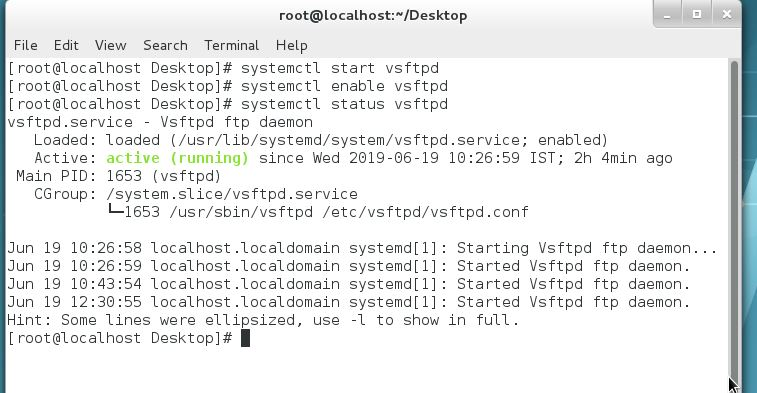 root@localhost:~/Desktop
File Edit View Search Terminal Help
[root@localhost Desktop]# systemctl start vsftpd
[root@localhost Desktop]# systemctl enable vsftpd
[root@localhost Desktop]# systemctl status vsftpd
vsftpd.service - Vsftpd ftp daemon
   Loaded: loaded (/usr/lib/systemd/system/vsftpd.service; enabled)
   Active: active (running) since Wed 2019-06-19 10:26:59 IST; 2h 4min ago
 Main PID: 1653 (vsftpd)
   CGroup: /system.slice/vsftpd.service
           └─1653 /usr/sbin/vsftpd /etc/vsftpd/vsftpd.conf

Jun 19 10:26:58 localhost.localdomain systemd[1]: Starting Vsftpd ftp daemon...
Jun 19 10:26:59 localhost.localdomain systemd[1]: Started Vsftpd ftp daemon.
Jun 19 10:43:54 localhost.localdomain systemd[1]: Started Vsftpd ftp daemon.
Jun 19 12:30:55 localhost.localdomain systemd[1]: Started Vsftpd ftp daemon.
Hint: Some lines were ellipsized, use -l to show in full.
[root@localhost Desktop]#